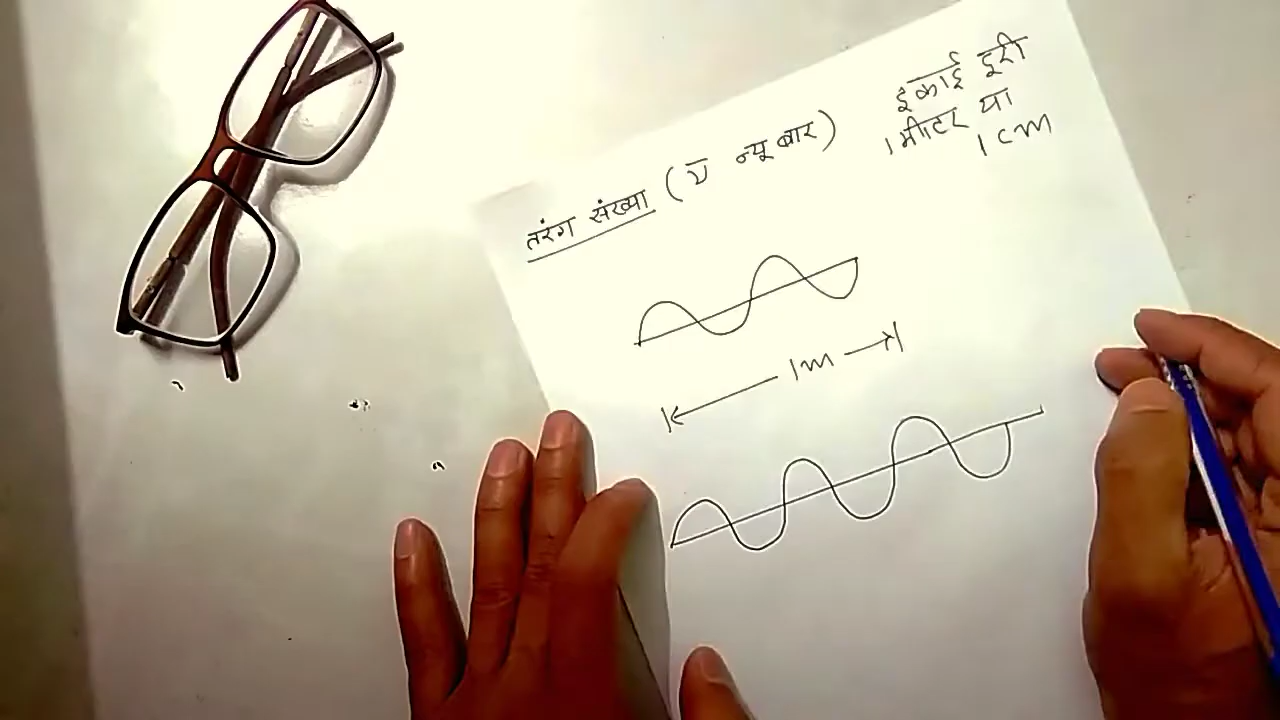 तरंग संख्या (ν̅ न्यू बार)
इकाई दूरी
1 मीटर या
1 cm
1m